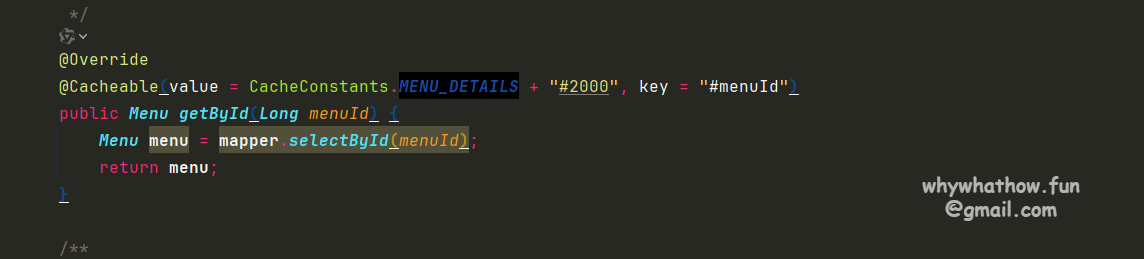 */
@Override
@Cacheable(value = CacheConstants.MENU_DETAILS + "#2000", key = "#menuId")
public Menu getById(Long menuId) {
Menu menu = mapper.selectById(menuId);
return menu;
}
whywhathow.fun
@gmail.com
/**